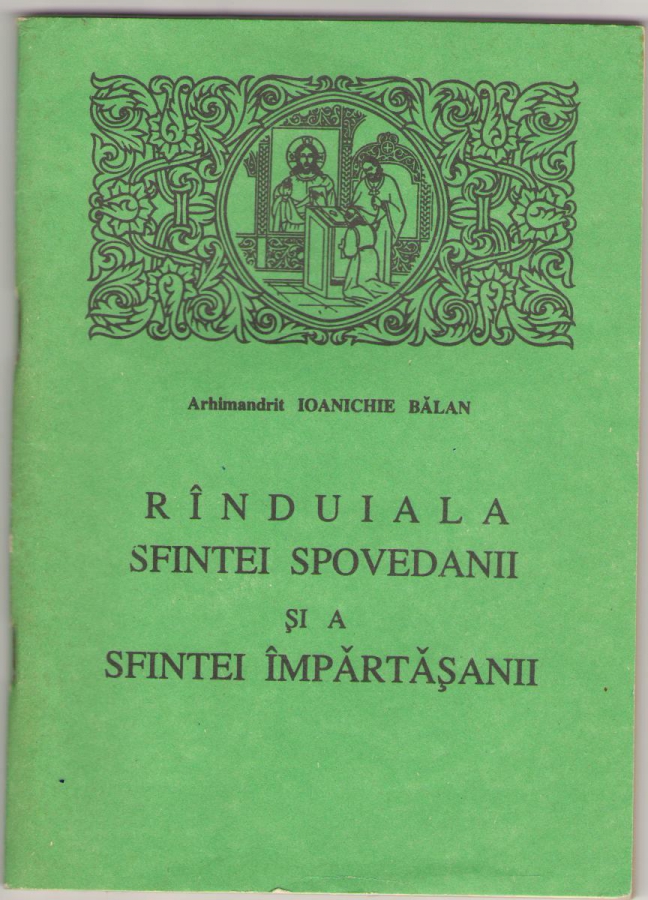 Arhimandrit IOANICHIE BĂLAN
RÎNDUIALA
SFINTEI SPOVEDANII
ŞI A
SFINTEI ÎMPĂRTĂŞANII